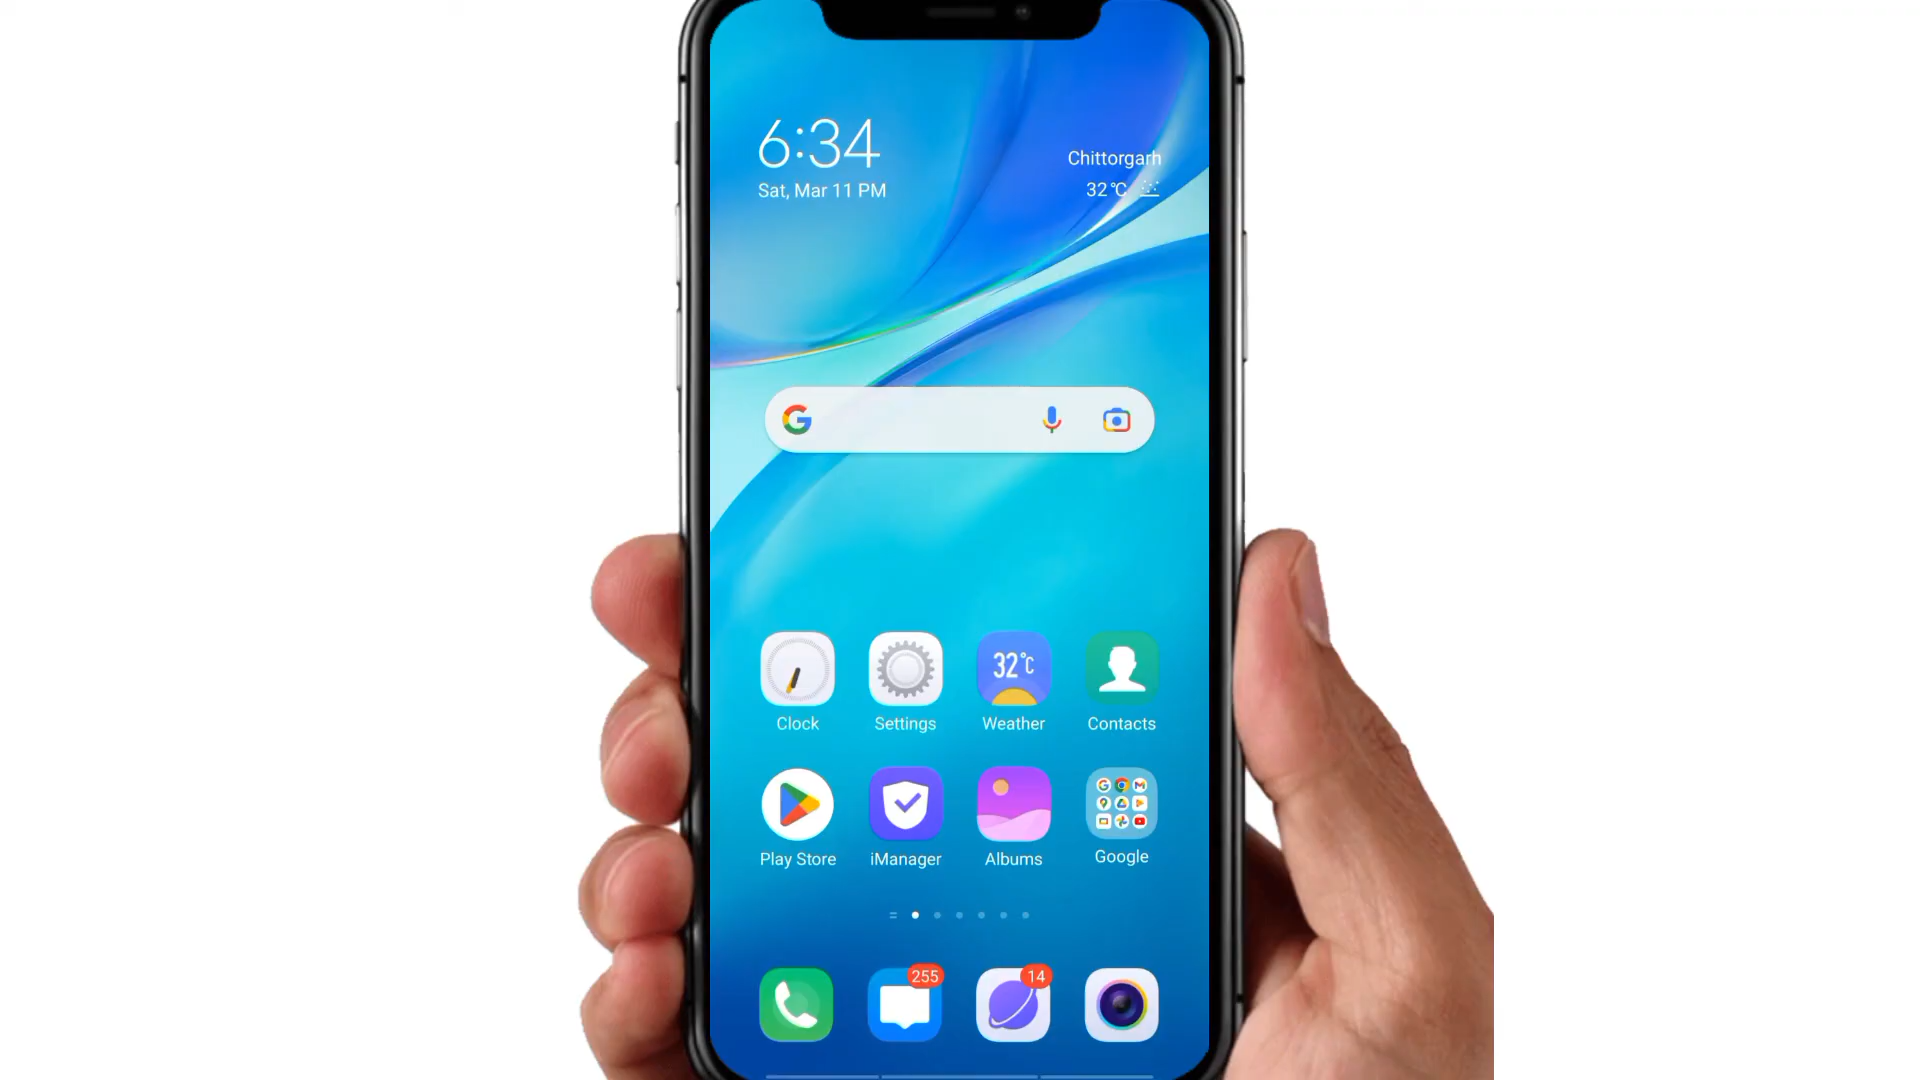 6:34
Sat, Mar 11 PM
Chittorgarh
32°C
32°C
Clock
Settings
Weather
Contacts
Play Store
iManager
Albums
Google
255
14